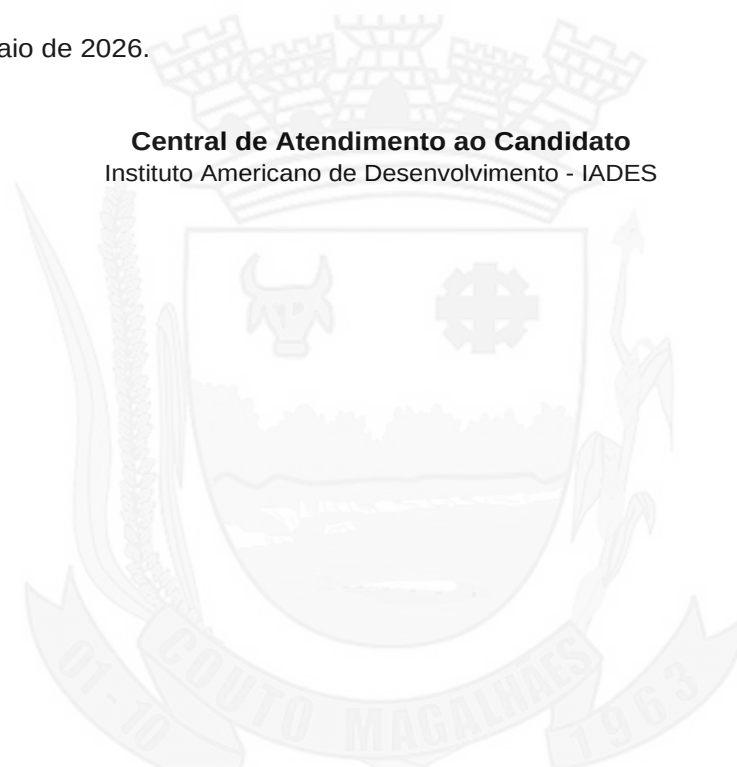 aio de 2026.
Central de Atendimento ao Candidato
Instituto Americano de Desenvolvimento - IADES
01 - 10 COUTO MAGALHÃES 1963